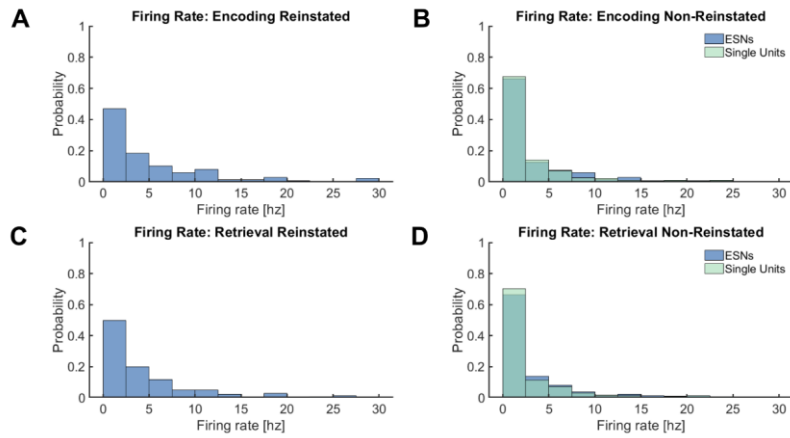 A
Firing Rate: Encoding Reinstated
1
0.8
0.6
0.4
0.2
0
Probability
0 5 10 15 20 25 30
Firing rate [hz]
B
Firing Rate: Encoding Non-Reinstated
ESNs
Single Units
1
0.8
0.6
0.4
0.2
0
Probability
0 5 10 15 20 25 30
Firing rate [hz]
C
Firing Rate: Retrieval Reinstated
1
0.8
0.6
0.4
0.2
0
Probability
0 5 10 15 20 25 30
Firing rate [hz]
D
Firing Rate: Retrieval Non-Reinstated
ESNs
Single Units
1
0.8
0.6
0.4
0.2
0
Probability
0 5 10 15 20 25 30
Firing rate [hz]